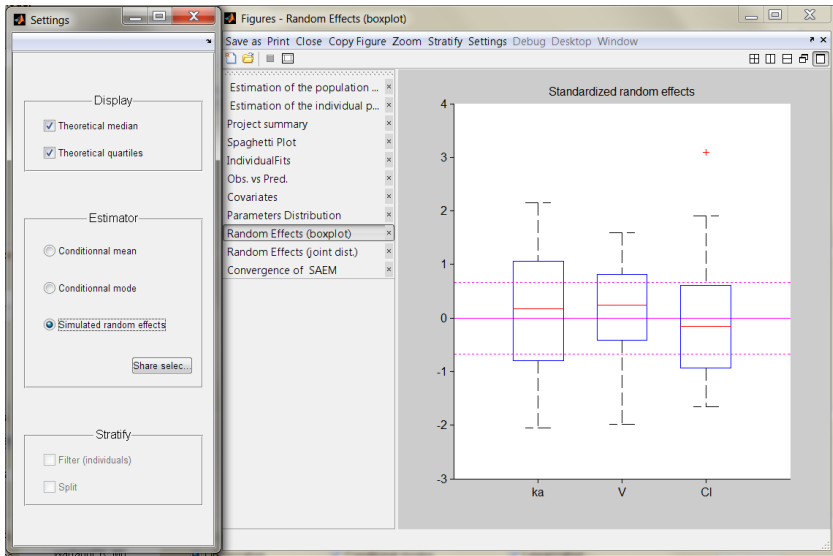 Settings
Display
Theoretical median
Theoretical quartiles
Estimator
Conditionnal mean
Conditionnal mode
Simulated random effects
Share selec...
Stratify
Filter (individuals)
Split
Figures - Random Effects (boxplot)
Save as Print Close Copy Figure Zoom Stratify Settings Debug Desktop Window
Estimation of the population ...
Estimation of the individual p...
Project summary
Spaghetti Plot
IndividualFits
Obs. vs Pred.
Covariates
Parameters Distribution
Random Effects (boxplot)
Random Effects (joint dist.)
Convergence of SAEM
Standardized random effects
4
3
2
1
0
-1
-2
-3
ka V Cl